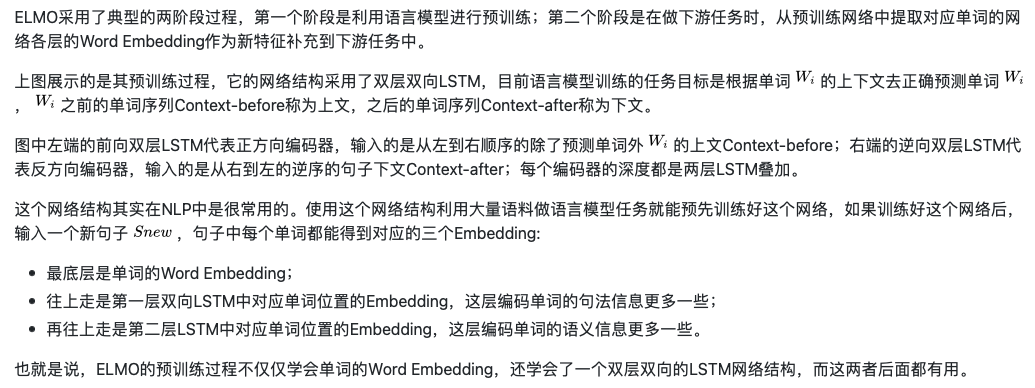 ELMO采用了典型的两阶段过程，第一个阶段是利用语言模型进行预训练；第二个阶段是在做下游任务时，从预训练网络中提取对应单词的网
络各层的Word Embedding作为新特征补充到下游任务中。
上图展示的是其预训练过程，它的网络结构采用了双层双向LSTM，目前语言模型训练的任务目标是根据单词 W_i 的上下文去正确预测单词 W_i
， W_i 之前的单词序列Context-before称为上文，之后的单词序列Context-after称为下文。
图中左端的前向双层LSTM代表正方向编码器，输入的是从左到右顺序的除了预测单词外 W_i 的上文Context-before；右端的逆向双层LSTM代
表反方向编码器，输入的是从右到左的逆序的句子下文Context-after；每个编码器的深度都是两层LSTM叠加。
这个网络结构其实在NLP中是很常用的。使用这个网络结构利用大量语料做语言模型任务就能预先训练好这个网络，如果训练好这个网络后，
输入一个新句子 Snew ，句子中每个单词都能得到对应的三个Embedding:
• 最底层是单词的Word Embedding；
• 往上走是第一层双向LSTM中对应单词位置的Embedding，这层编码单词的句法信息更多一些；
• 再往上走是第二层LSTM中对应单词位置的Embedding，这层编码单词的语义信息更多一些。
也就是说，ELMO的预训练过程不仅仅学会单词的Word Embedding，还学会了一个双层双向的LSTM网络结构，而这两者后面都有用。